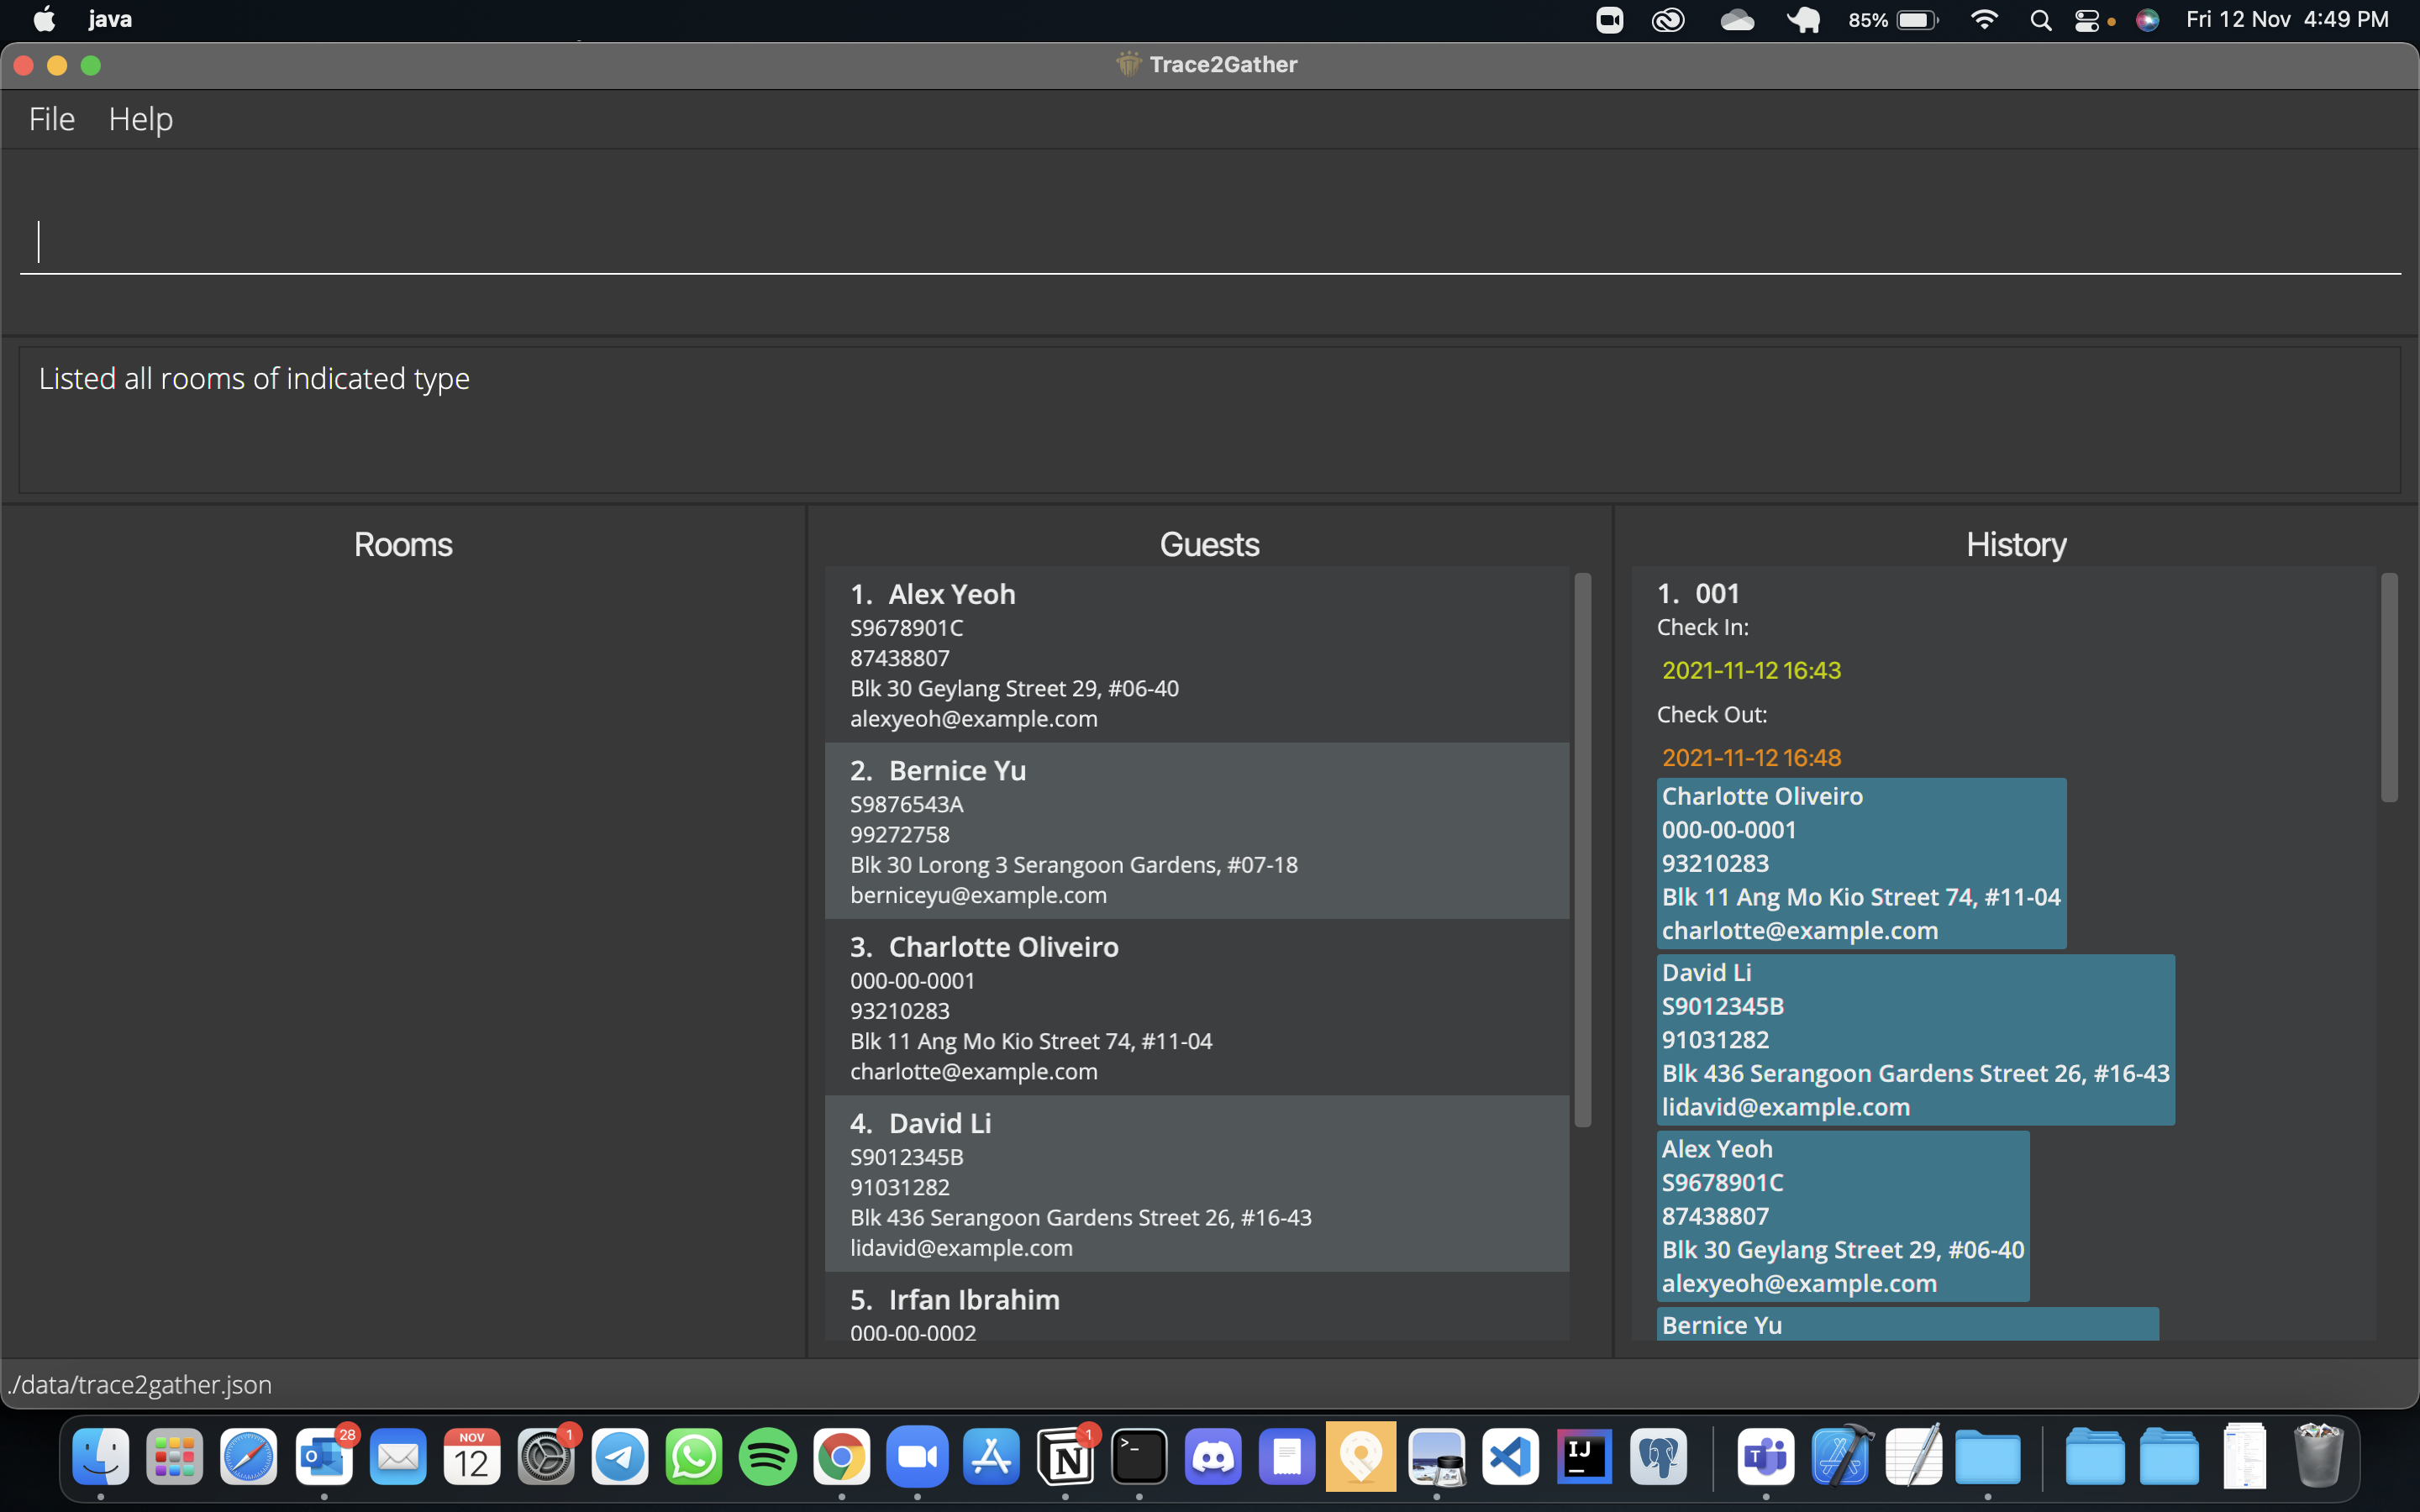 java
85%
Fri 12 Nov 4:49 PM
Trace2Gather
File Help
Listed all rooms of indicated type
Rooms
Guests
1. Alex Yeoh
S9678901C
87438807
Blk 30 Geylang Street 29, #06-40
alexyeoh@example.com
2. Bernice Yu
S9876543A
99272758
Blk 30 Lorong 3 Serangoon Gardens, #07-18
berniceyu@example.com
3. Charlotte Oliveiro
000-00-0001
93210283
Blk 11 Ang Mo Kio Street 74, #11-04
charlotte@example.com
4. David Li
S9012345B
91031282
Blk 436 Serangoon Gardens Street 26, #16-43
lidavid@example.com
5. Irfan Ibrahim
000-00-0002
History
1. 001
Check In:
2021-11-12 16:43
Check Out:
2021-11-12 16:48
Charlotte Oliveiro
000-00-0001
93210283
Blk 11 Ang Mo Kio Street 74, #11-04
charlotte@example.com
David Li
S9012345B
91031282
Blk 436 Serangoon Gardens Street 26, #16-43
lidavid@example.com
Alex Yeoh
S9678901C
87438807
Blk 30 Geylang Street 29, #06-40
alexyeoh@example.com
Bernice Yu
./data/trace2gather.json
28
NOV
12
1
1
IJ
T